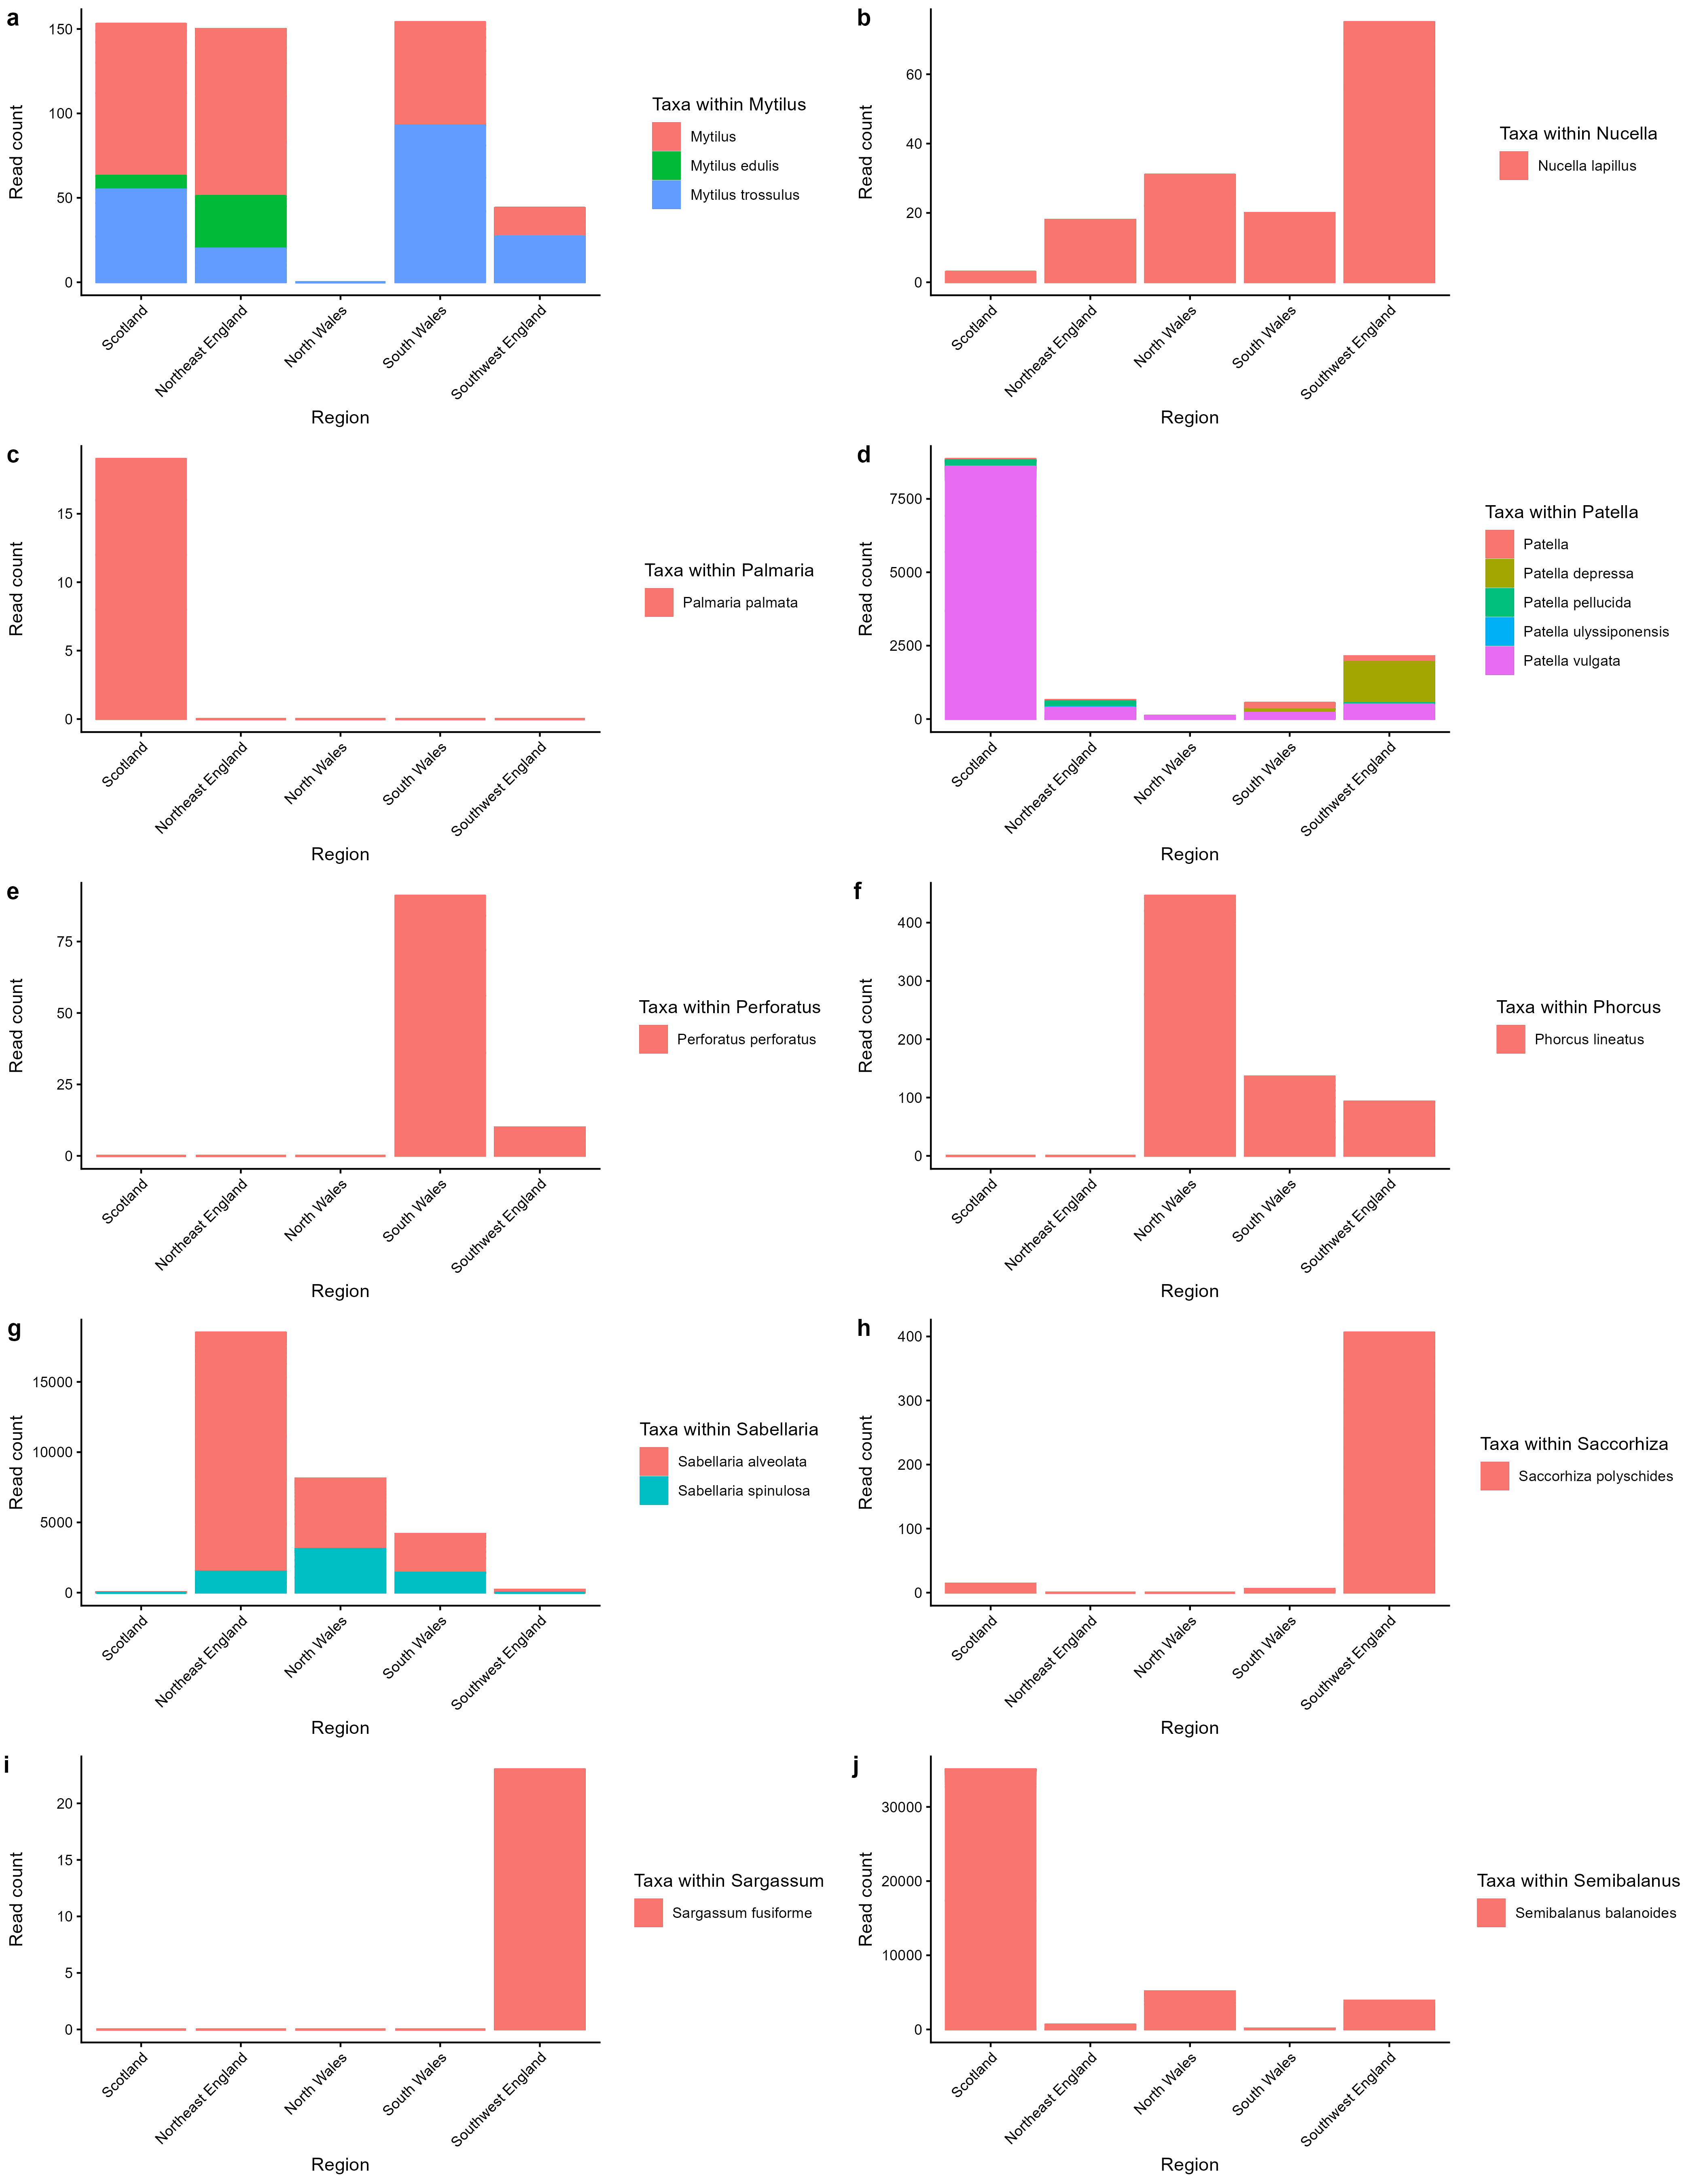 a
Read count
150
100
50
0
Scotland
Northeast England
North Wales
South Wales
Southwest England
Region
Taxa within Mytilus
Mytilus
Mytilus edulis
Mytilus trossulus
b
Read count
60
40
20
0
Scotland
Northeast England
North Wales
South Wales
Southwest England
Region
Taxa within Nucella
Nucella lapillus
c
Read count
15
10
5
0
Scotland
Northeast England
North Wales
South Wales
Southwest England
Region
Taxa within Palmaria
Palmaria palmata
d
Read count
7500
5000
2500
0
Scotland
Northeast England
North Wales
South Wales
Southwest England
Region
Taxa within Patella
Patella
Patella depressa
Patella pellucida
Patella ulyssiponensis
Patella vulgata
e
Read count
75
50
25
0
Scotland
Northeast England
North Wales
South Wales
Southwest England
Region
Taxa within Perforatus
Perforatus perforatus
f
Read count
400
300
200
100
0
Scotland
Northeast England
North Wales
South Wales
Southwest England
Region
Taxa within Phorcus
Phorcus lineatus
g
Read count
15000
10000
5000
0
Scotland
Northeast England
North Wales
South Wales
Southwest England
Region
Taxa within Sabellaria
Sabellaria alveolata
Sabellaria spinulosa
h
Read count
400
300
200
100
0
Scotland
Northeast England
North Wales
South Wales
Southwest England
Region
Taxa within Saccorhiza
Saccorhiza polyschides
i
Read count
20
15
10
5
0
Scotland
Northeast England
North Wales
South Wales
Southwest England
Region
Taxa within Sargassum
Sargassum fusiforme
j
Read count
30000
20000
10000
0
Scotland
Northeast England
North Wales
South Wales
Southwest England
Region
Taxa within Semibalanus
Semibalanus balanoides